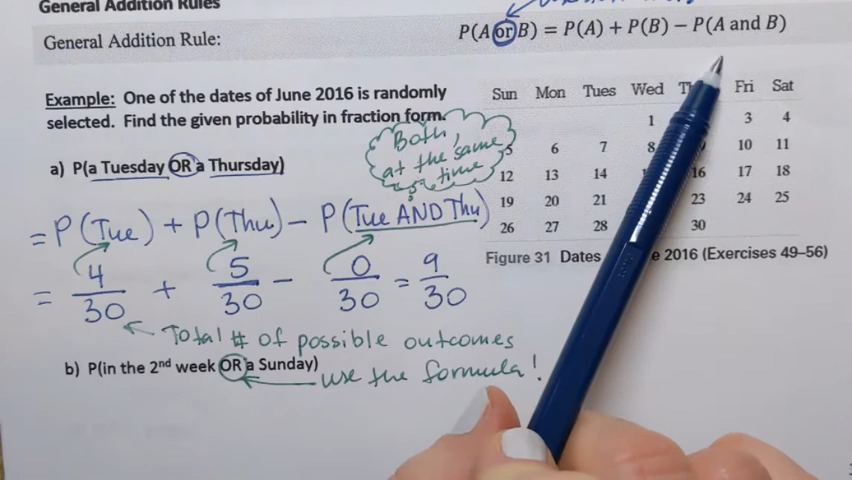 General Addition Rules
General Addition Rule: P(A or B) = P(A) + P(B) − P(A and B)
Example: One of the dates of June 2016 is randomly
selected. Find the given probability in fraction form.
Sun Mon Tues Wed Fri Sat
1 3 4
5 6 7 8 10 11
12 13 14 16 17 18
19 20 21 23 24 25
26 27 28 30
Figure 31 Dates 2016 (Exercises 49–56)
Both,
at the same
time
a) P(a Tuesday OR a Thursday)
= P(Tue) + P(Thu) − P(Tue AND Thu)
= 4/30 + 5/30 − 0/30 = 9/30
Total # of possible outcomes
b) P(in the 2nd week OR a Sunday)
use the formula!